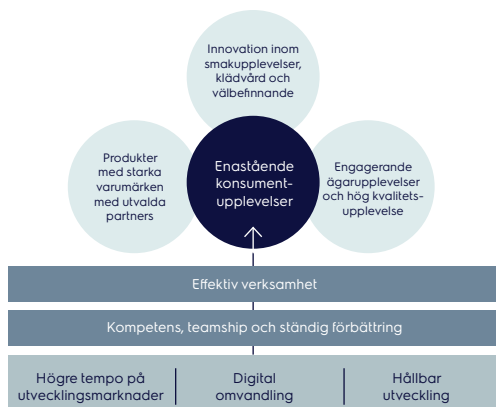 Innovation inom
smakupplevelser,
klädvård och
välbefinnande
Produkter
med starka
varumärken
med utvalda
partners
Enastående
konsument-
upplevelser
Engagerande
ägarupplevelser
och hög kvalitets-
upplevelse
Effektiv verksamhet
Kompetens, teamship och ständig förbättring
Högre tempo på
utvecklingsmarknader
Digital
omvandling
Hållbar
utveckling